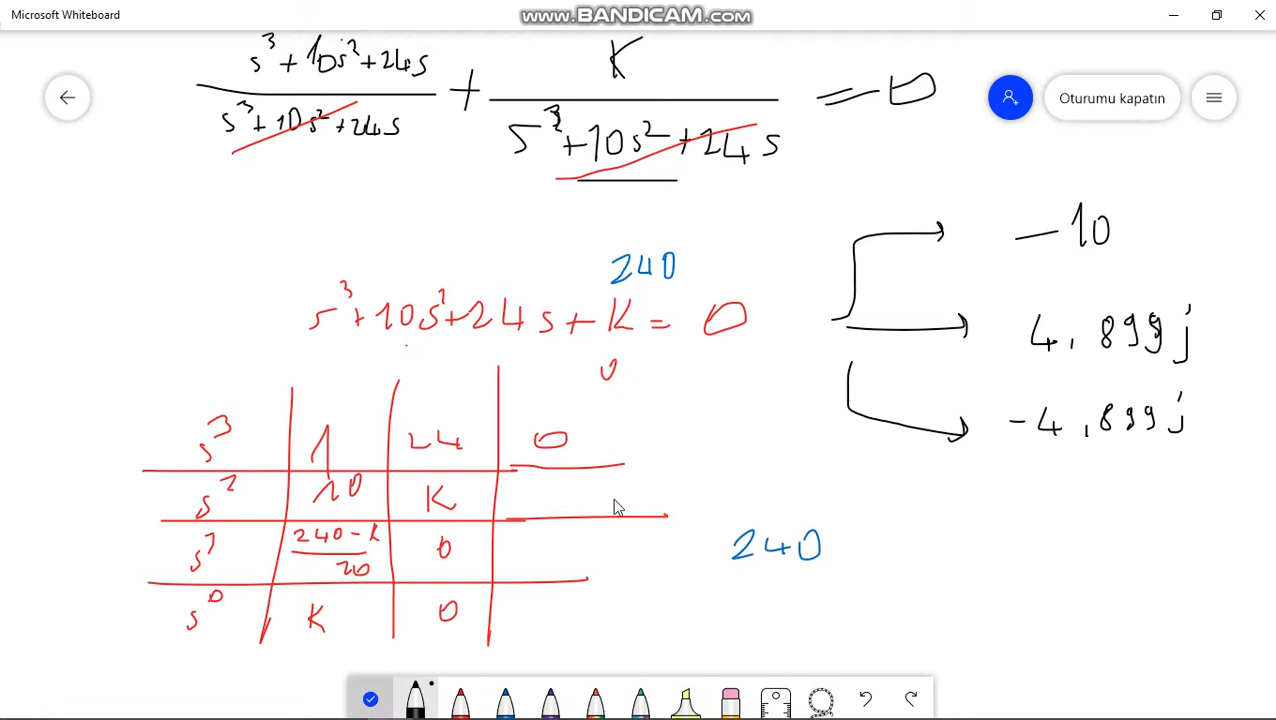 Microsoft Whiteboard
www.BANDICAM.com
Oturumu kapatın
s³+10s²+24s / s³+10s²+24s + K / s³+10s²+24s = 0
-10
240
s³+10s²+24s+K=0
4,899j
0
-4,899j
s³ 1 24 0
s² 10 K
240-K
s¹ 0
240
s⁰ K 0